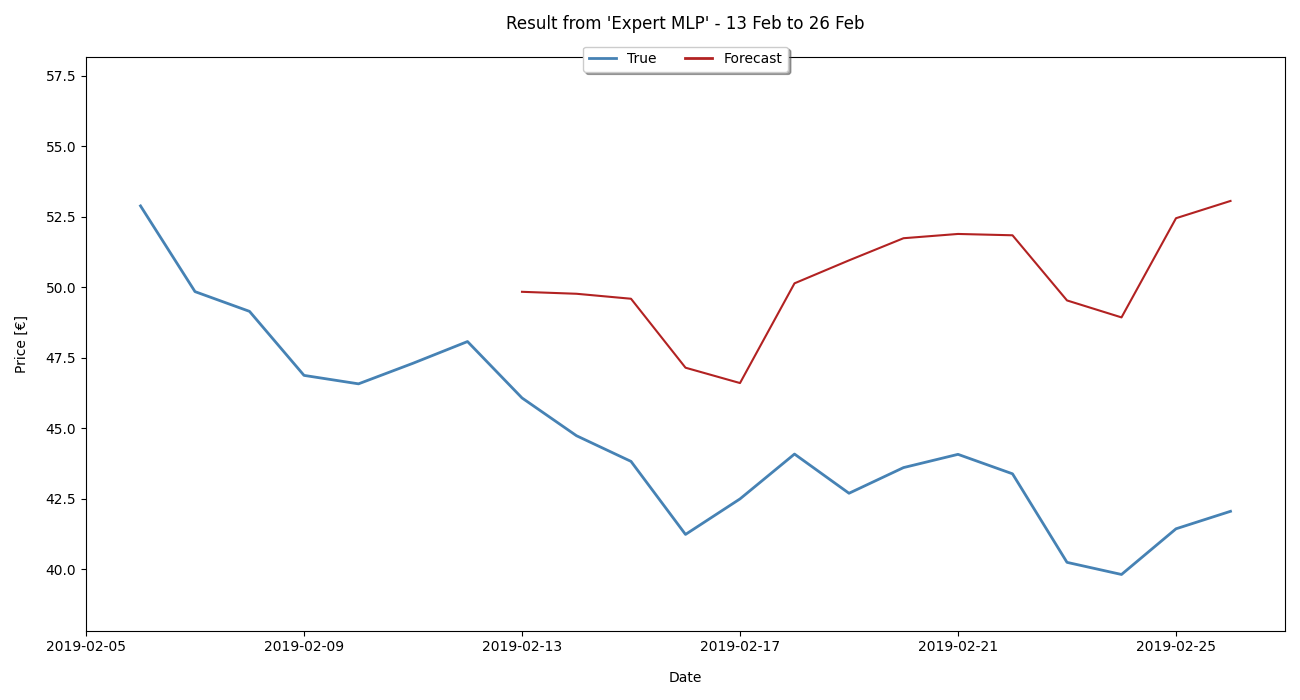 Result from 'Expert MLP' - 13 Feb to 26 Feb
True Forecast
57.5
55.0
52.5
50.0
47.5
45.0
42.5
40.0
Price [€]
2019-02-05 2019-02-09 2019-02-13 2019-02-17 2019-02-21 2019-02-25
Date